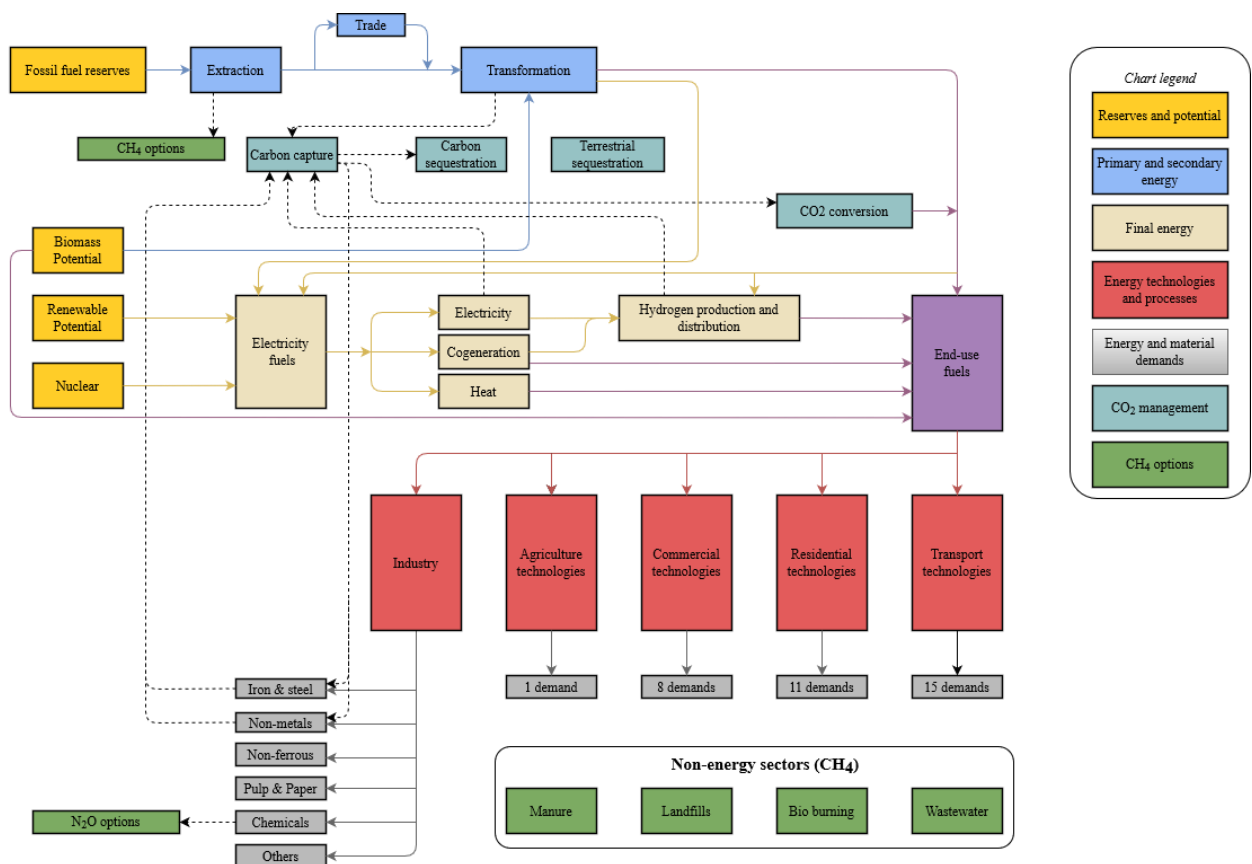 Trade
Fossil fuel reserves
Extraction
Transformation
CH₄ options
Carbon capture
Carbon
sequestration
Terrestrial
sequestration
CO2 conversion
Biomass
Potential
Renewable
Potential
Nuclear
Electricity
fuels
Electricity
Cogeneration
Heat
Hydrogen production and
distribution
End-use
fuels
Industry
Agriculture
technologies
Commercial
technologies
Residential
technologies
Transport
technologies
Iron & steel
Non-metals
Non-ferrous
Pulp & Paper
Chemicals
Others
N₂O options
1 demand
8 demands
11 demands
15 demands
Non-energy sectors (CH₄)
Manure
Landfills
Bio burning
Wastewater
Chart legend
Reserves and potential
Primary and secondary
energy
Final energy
Energy technologies
and processes
Energy and material
demands
CO₂ management
CH₄ options